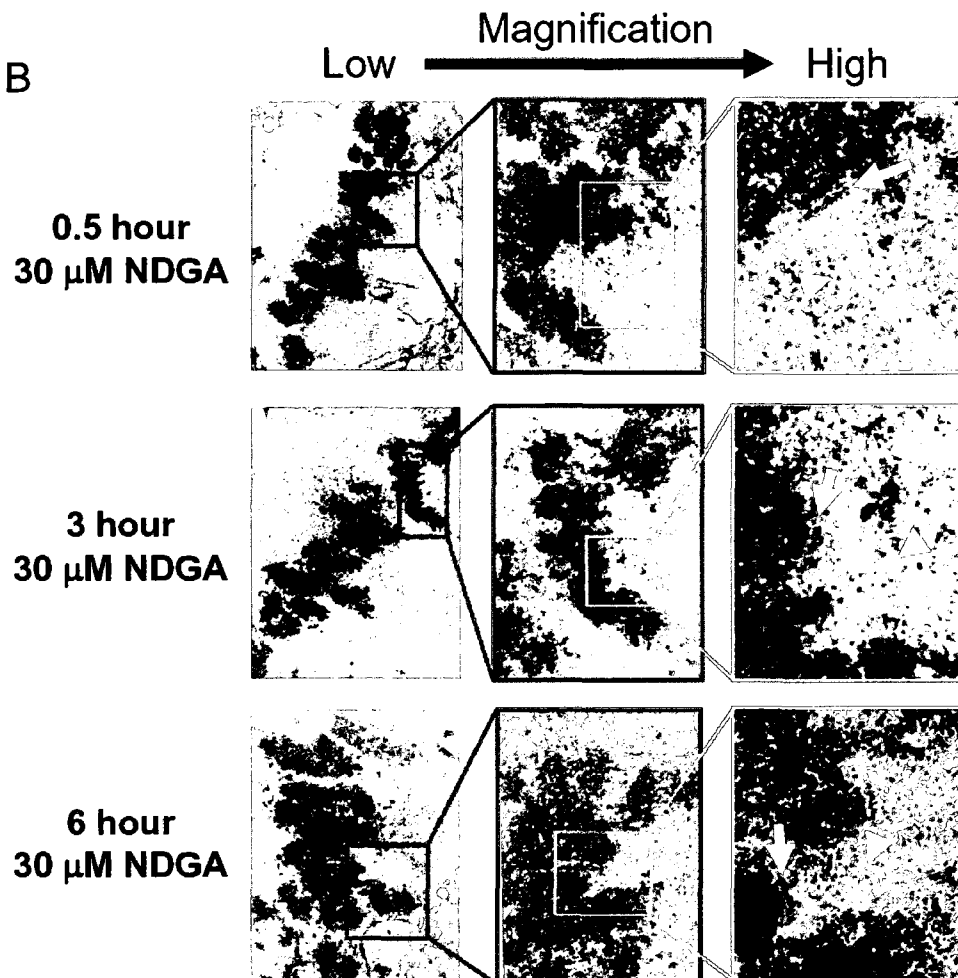 B
Magnification
Low High
0.5 hour
30 μM NDGA
3 hour
30 μM NDGA
6 hour
30 μM NDGA